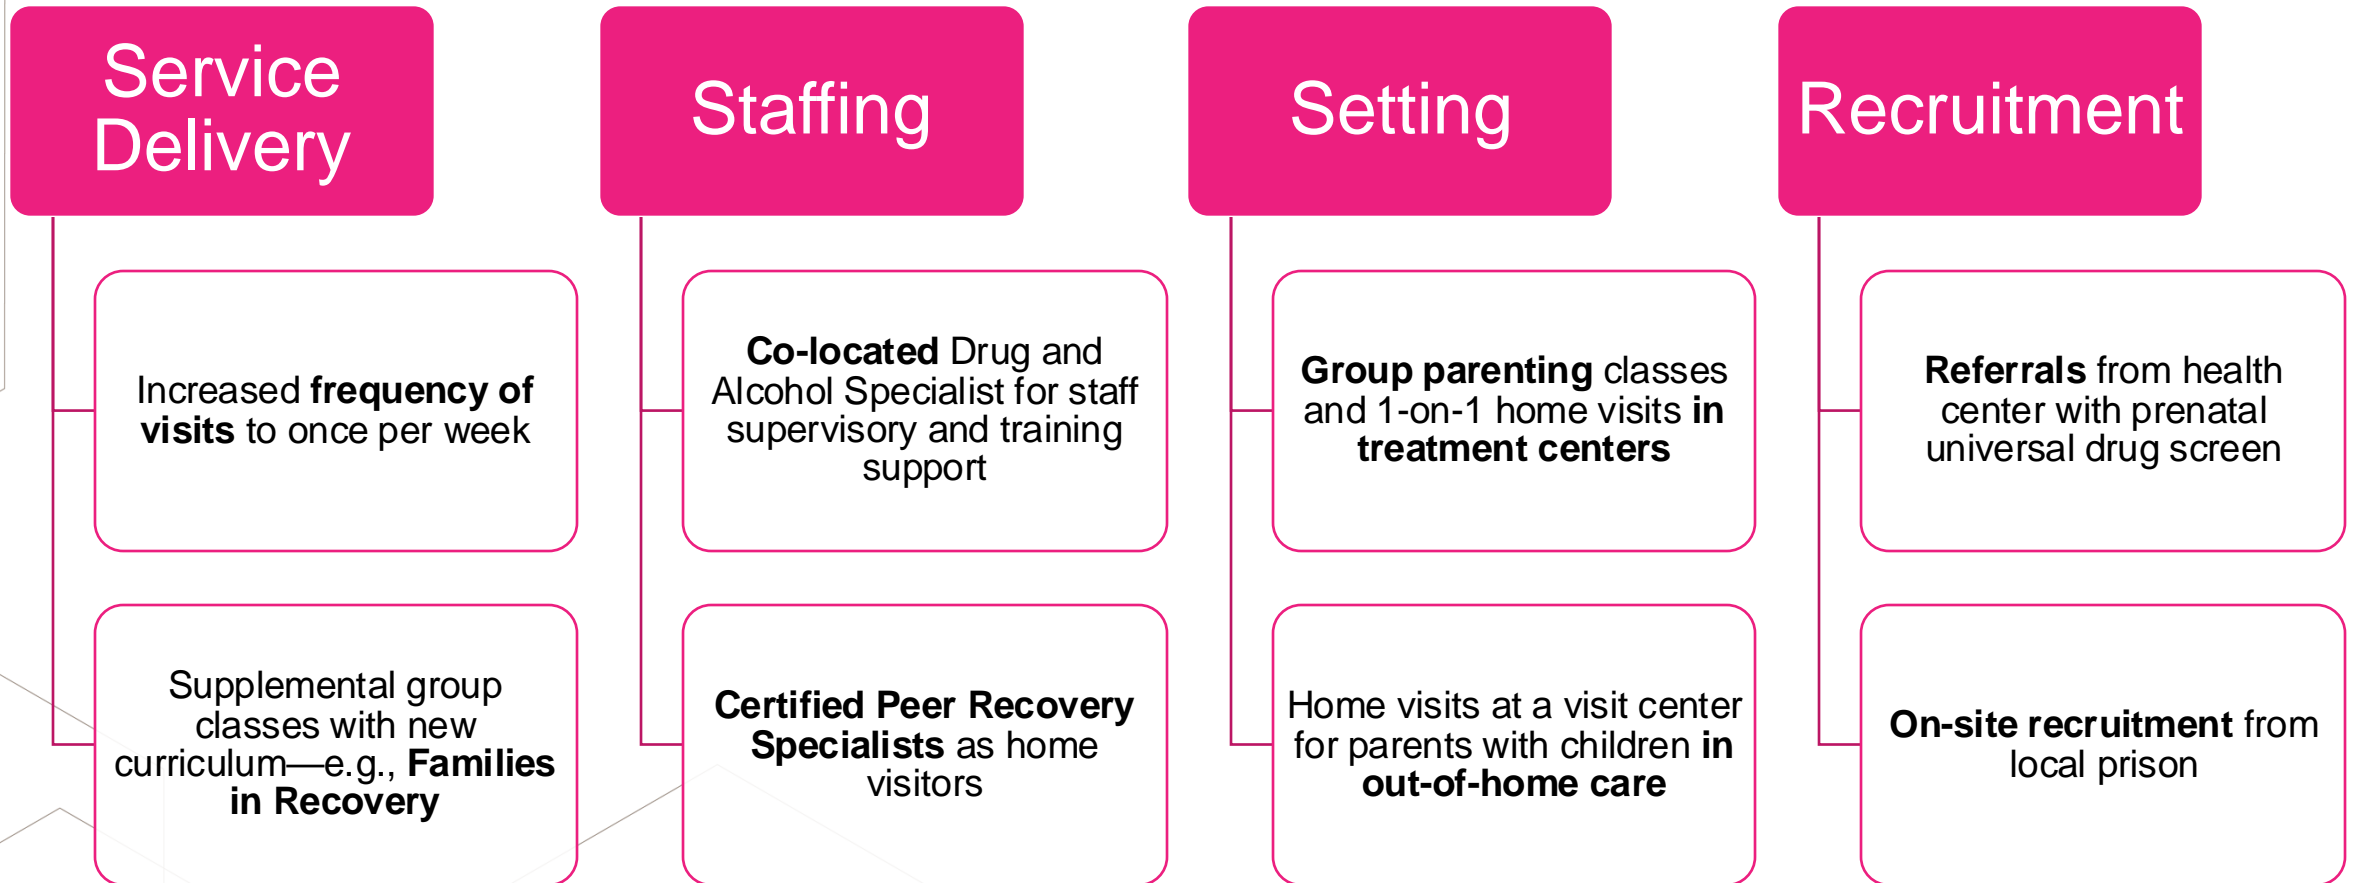 Service
Delivery
Increased frequency of
visits to once per week
Supplemental group
classes with new
curriculum—e.g., Families
in Recovery
Staffing
Co-located Drug and
Alcohol Specialist for staff
supervisory and training
support
Certified Peer Recovery
Specialists as home
visitors
Setting
Group parenting classes
and 1-on-1 home visits in
treatment centers
Home visits at a visit center
for parents with children in
out-of-home care
Recruitment
Referrals from health
center with prenatal
universal drug screen
On-site recruitment from
local prison